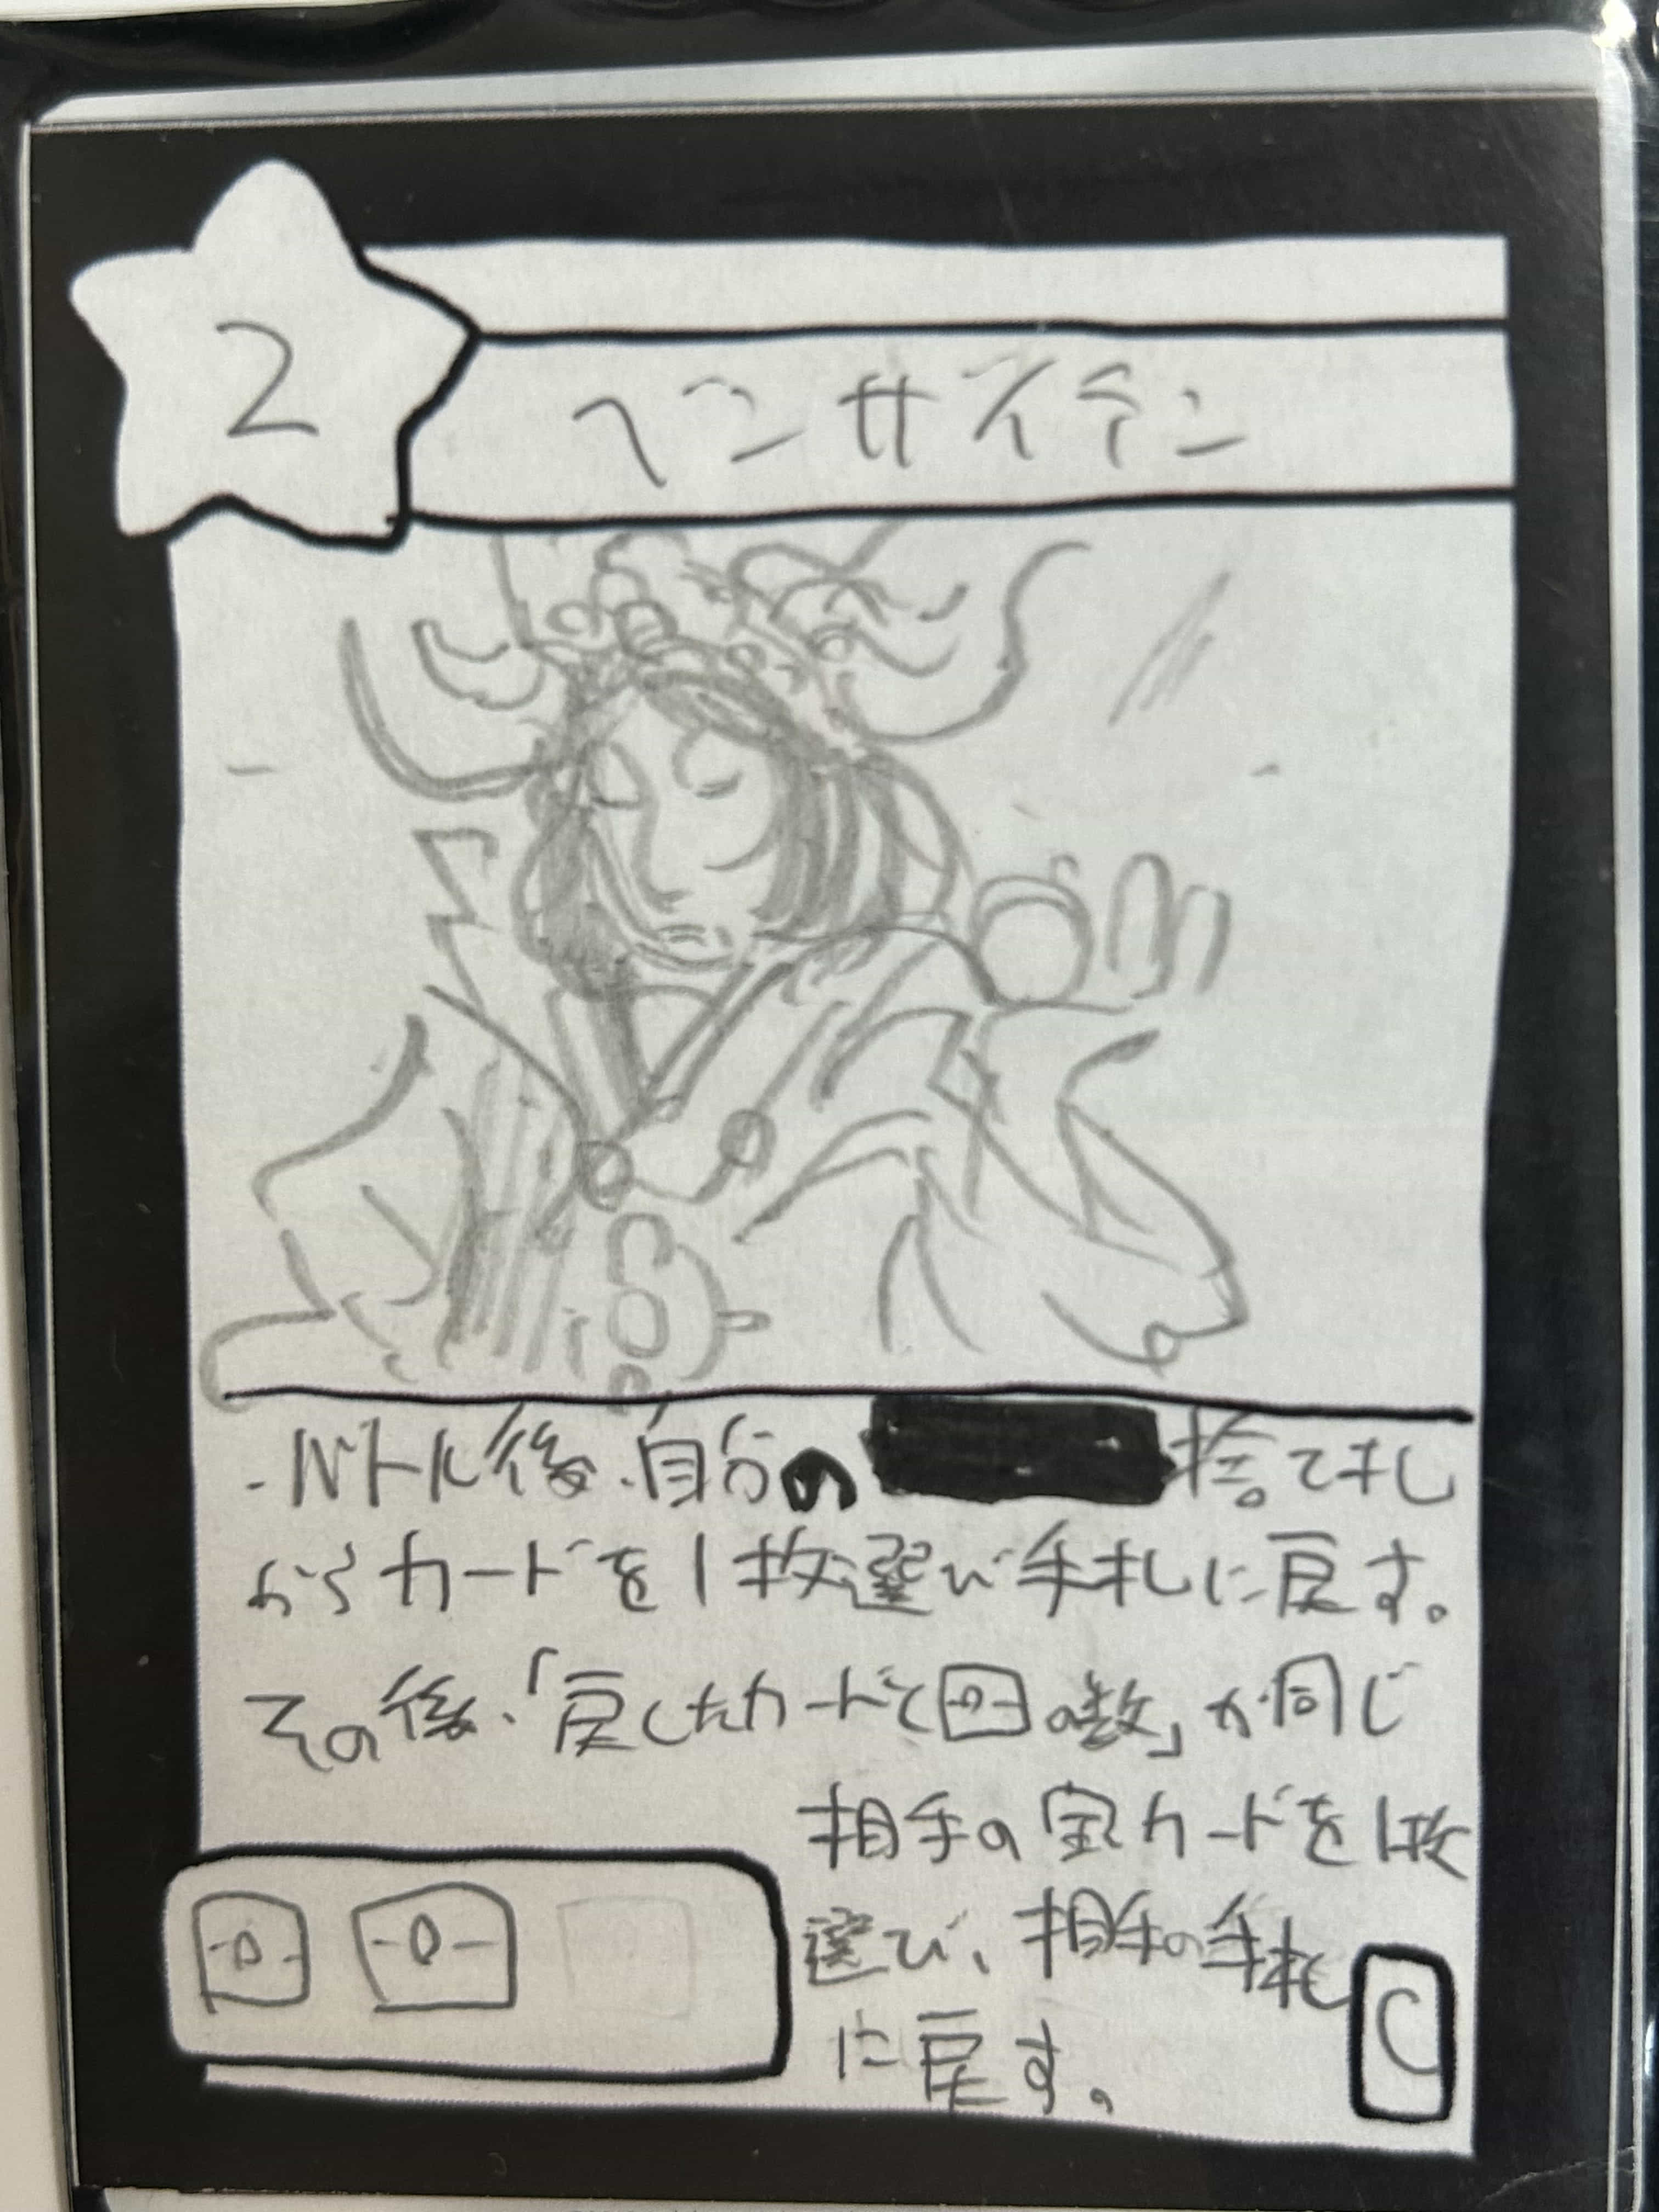 2
ベンザイテン
・バトル後、自分の捨て札
からカードを1枚選び手札に戻す。
その後、「戻したカードと の数」が同じ
相手の宝カードを1枚
選び、相手の手札
に戻す。
C